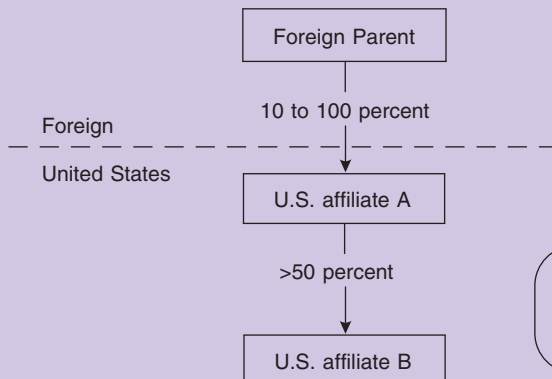 Foreign Parent
10 to 100 percent
Foreign
United States
U.S. affiliate A
>50 percent
U.S. affiliate B